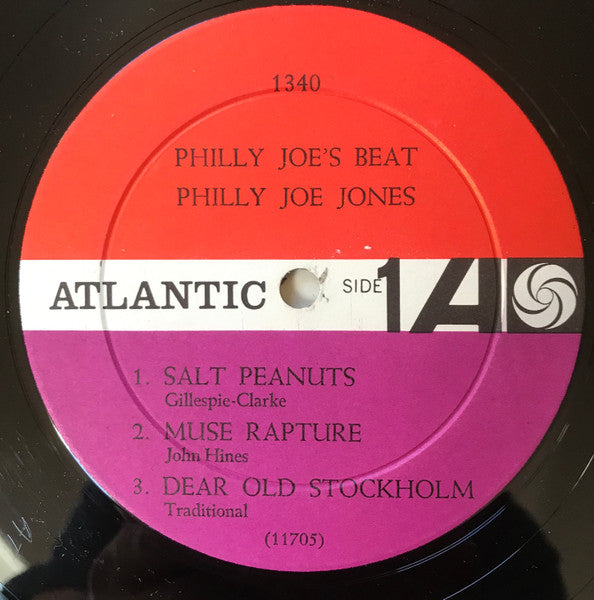 1340
PHILLY JOE'S BEAT
PHILLY JOE JONES
ATLANTIC SIDE 1 A
1. SALT PEANUTS
Gillespie-Clarke
2. MUSE RAPTURE
John Hines
3. DEAR OLD STOCKHOLM
Traditional
(11705)